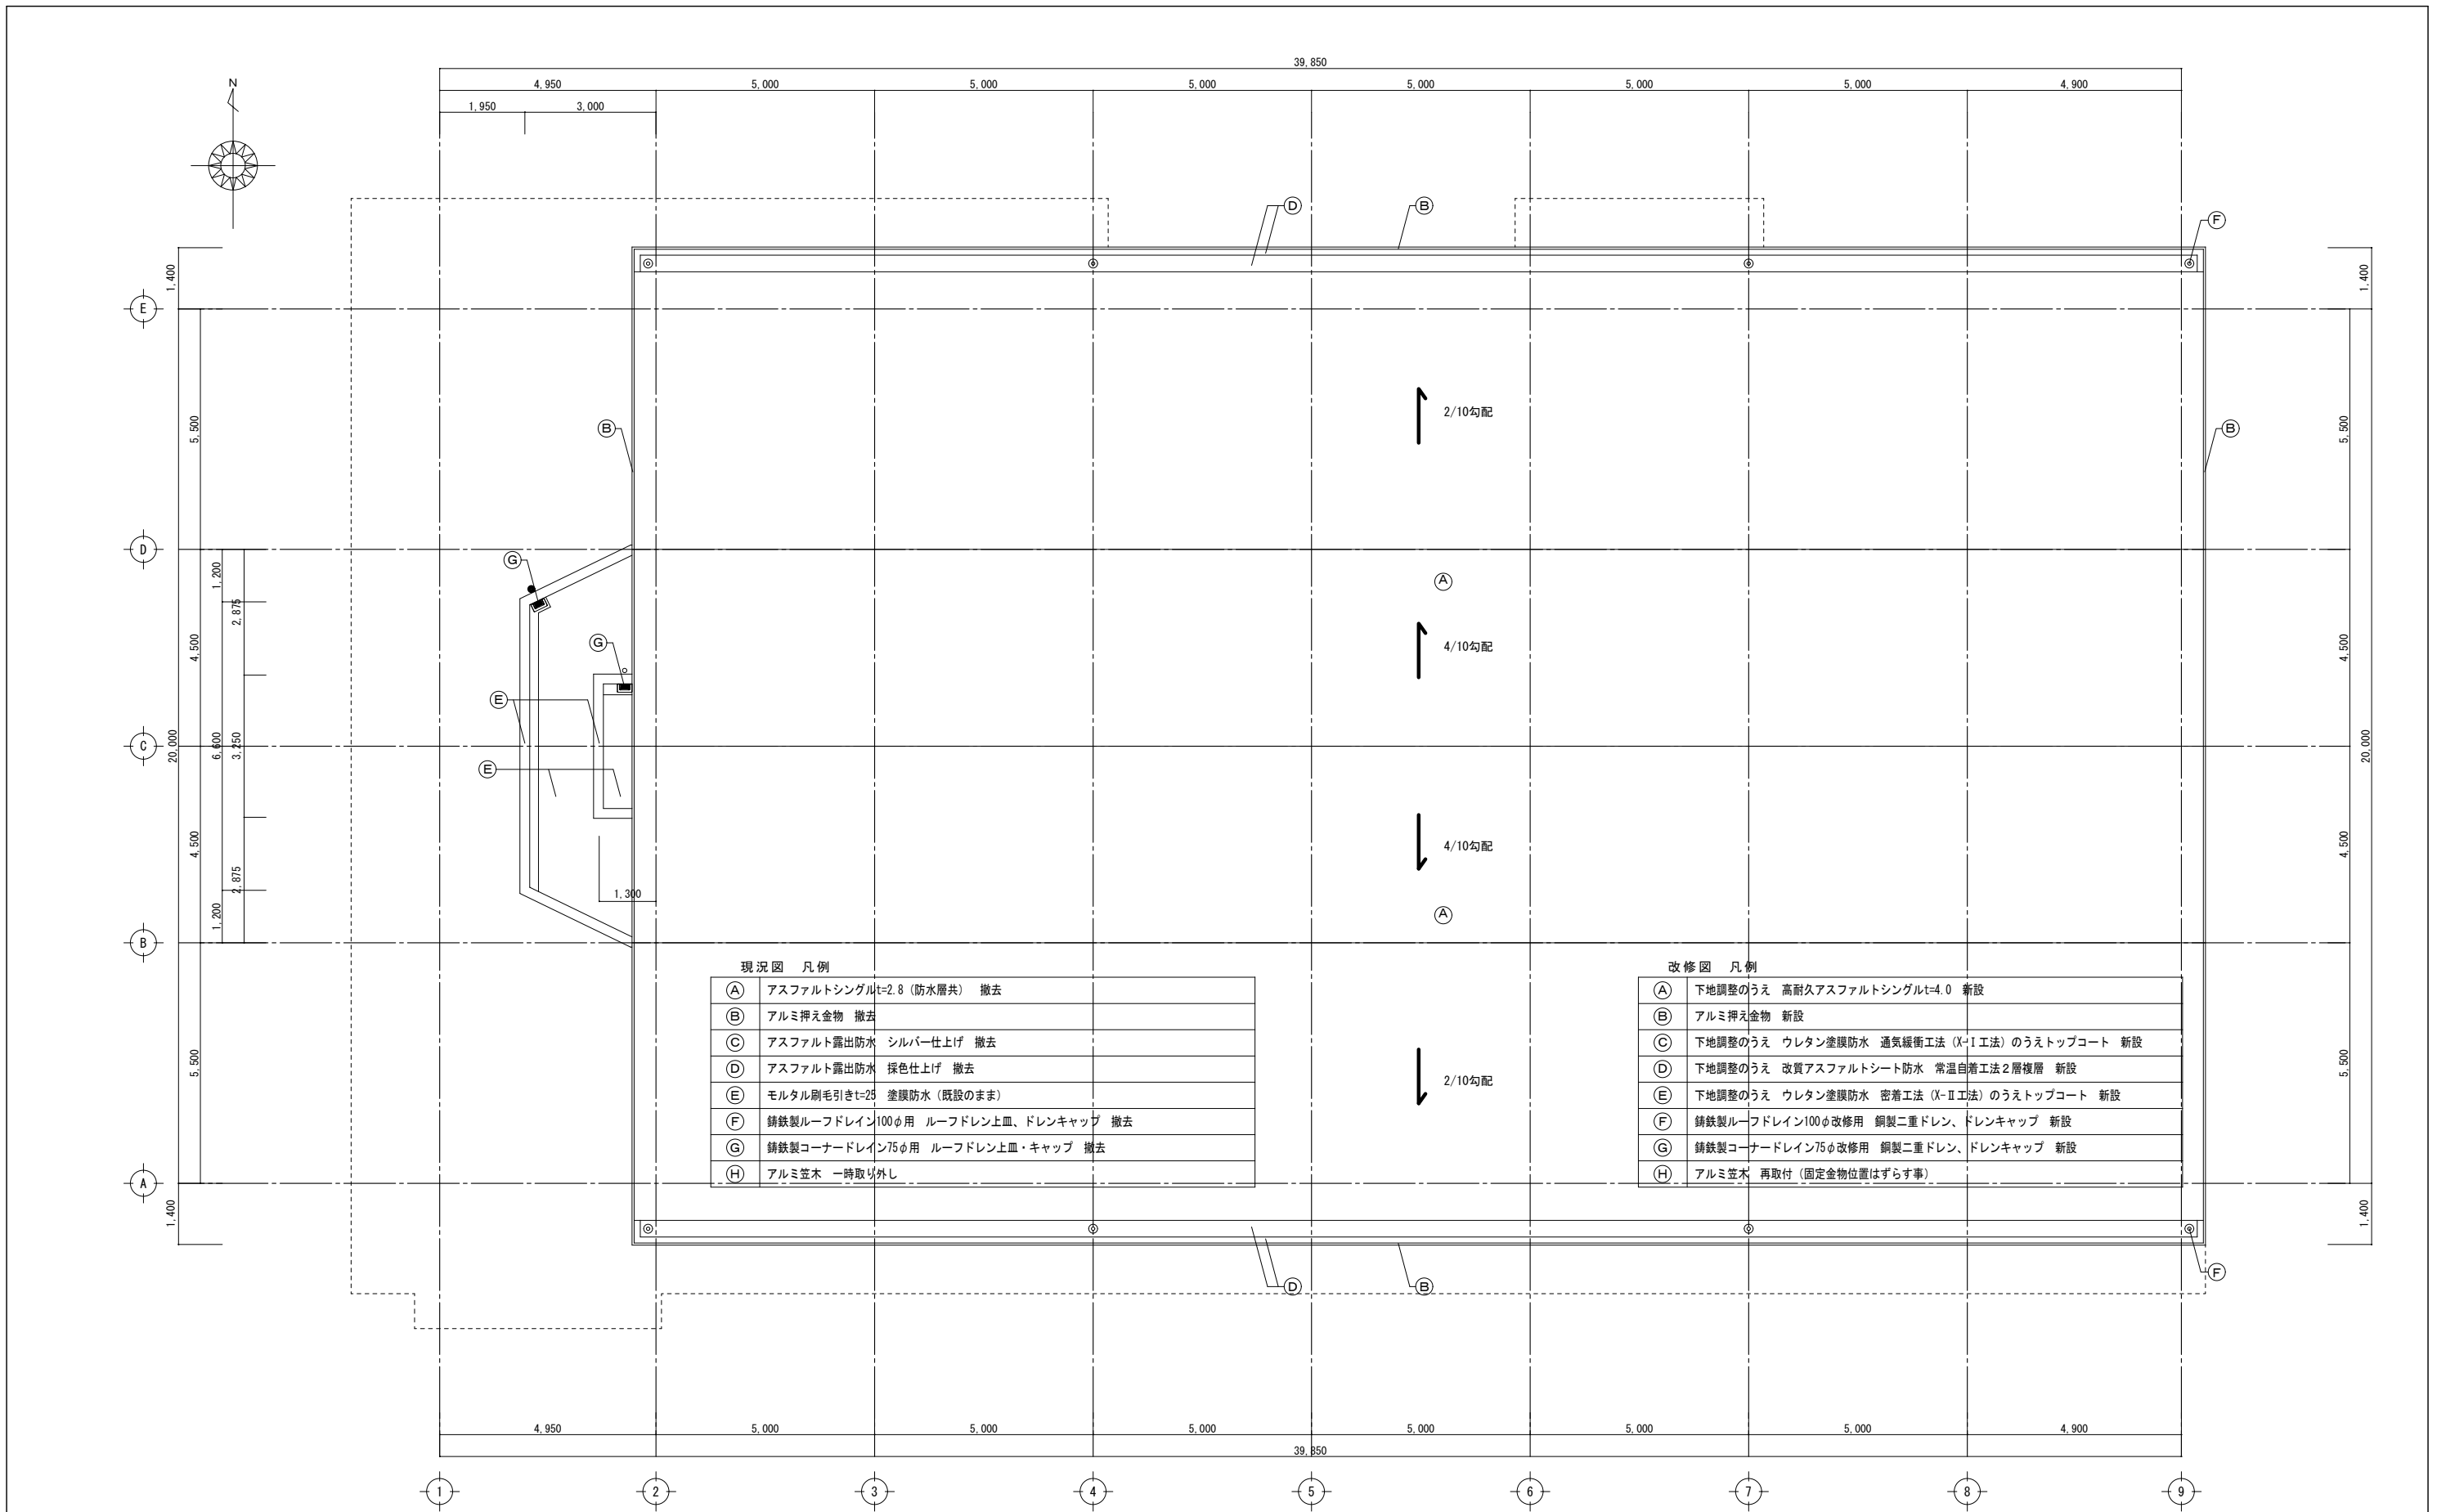 39,850
4,950 5,000 5,000 5,000 5,000 5,000 5,000 4,900
1,950 3,000
N
D
B
F
1,400
1,400
E
5,500
2/10勾配
5,500
B
B
D
G
1,200
2,875
A
4,500
G
4/10勾配
4,500
E
C
20,000
6,600
3,250
20,000
E
4,500
4/10勾配
4,500
2,875
1,300
1,200
A
B
現況図 凡例
A アスファルトシングルt=2.8（防水層共） 撤去
B アルミ押え金物 撤去
C アスファルト露出防水 シルバー仕上げ 撤去
D アスファルト露出防水 採色仕上げ 撤去
E モルタル刷毛引きt=25 塗膜防水（既設のまま）
F 鋳鉄製ルーフドレイン100φ用 ルーフドレン上皿、ドレンキャップ 撤去
G 鋳鉄製コーナードレイン75φ用 ルーフドレン上皿・キャップ 撤去
H アルミ笠木 一時取り外し
改修図 凡例
A 下地調整のうえ 高耐久アスファルトシングルt=4.0 新設
B アルミ押え金物 新設
C 下地調整のうえ ウレタン塗膜防水 通気緩衝工法（X-Ⅰ工法）のうえトップコート 新設
D 下地調整のうえ 改質アスファルトシート防水 常温自着工法２層複層 新設
E 下地調整のうえ ウレタン塗膜防水 密着工法（X-Ⅱ工法）のうえトップコート 新設
F 鋳鉄製ルーフドレイン100φ改修用 銅製二重ドレン、ドレンキャップ 新設
G 鋳鉄製コーナードレイン75φ改修用 銅製二重ドレン、ドレンキャップ 新設
H アルミ笠木 再取付（固定金物位置はずらす事）
5,500
2/10勾配
5,500
A
1,400
1,400
D
B
F
4,950 5,000 5,000 5,000 5,000 5,000 5,000 4,900
39,850
1 2 3 4 5 6 7 8 9